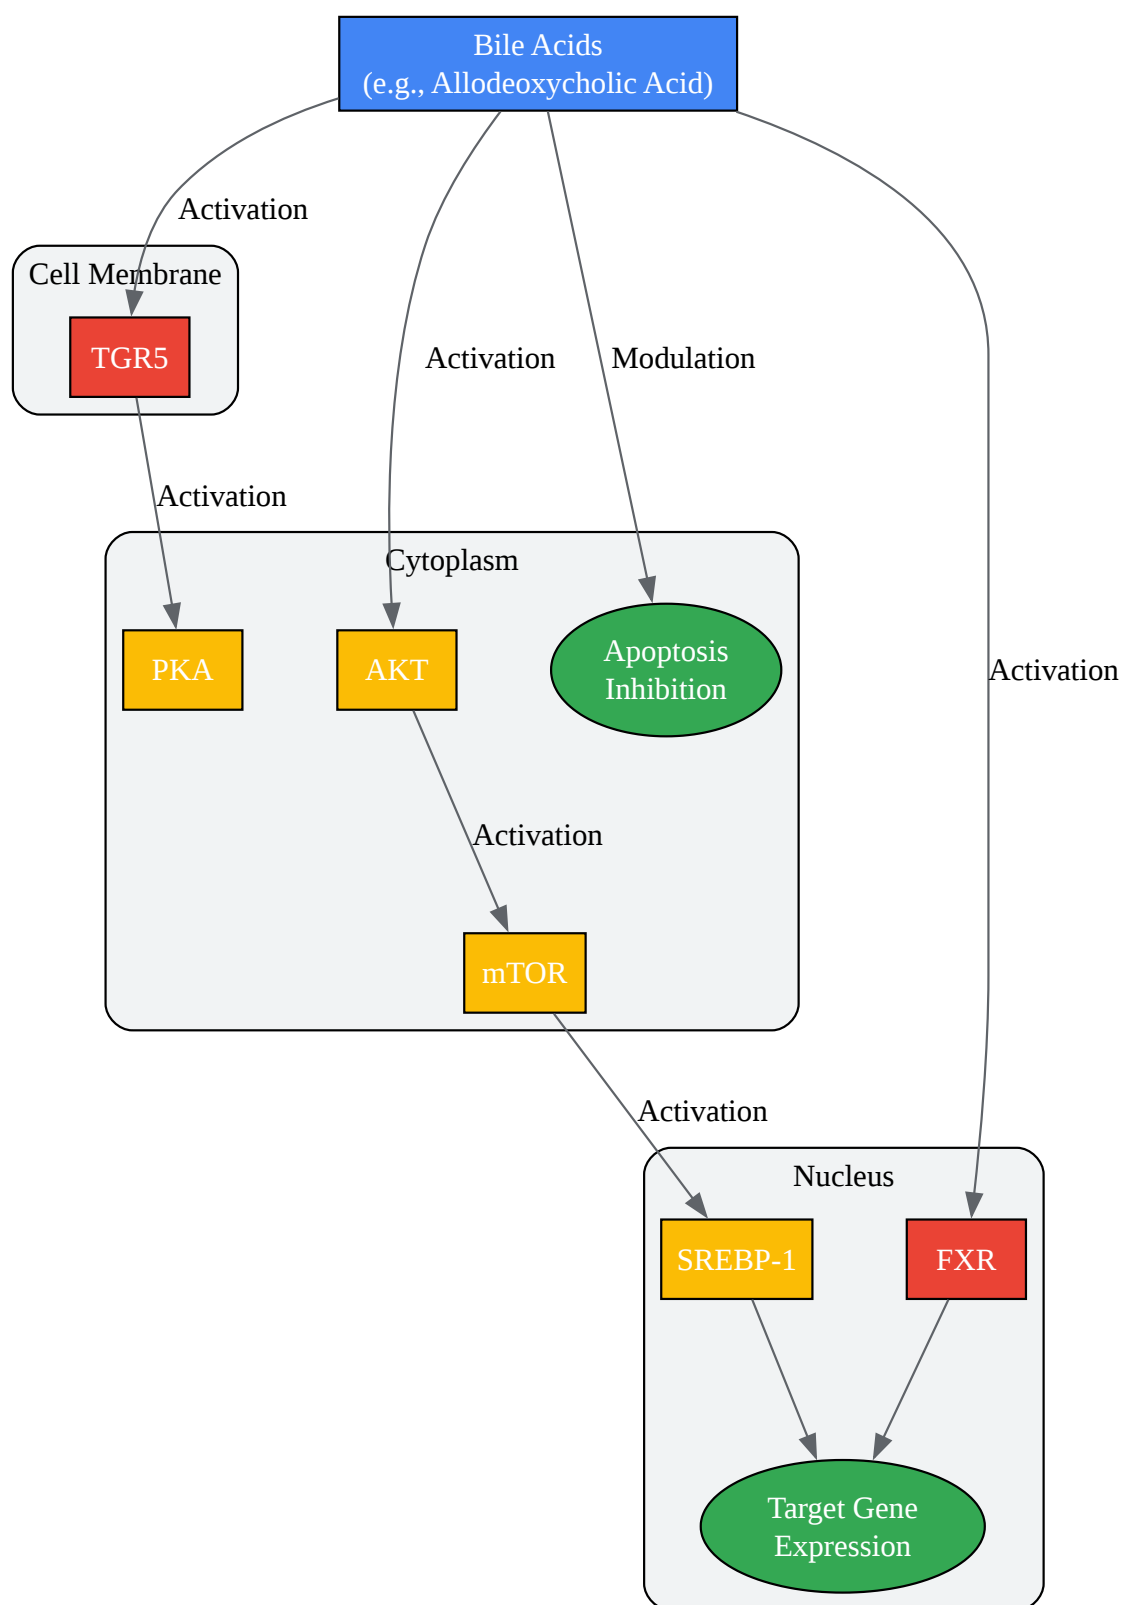 Bile Acids
(e.g., Allodeoxycholic Acid)
Activation
Cell Membrane
TGR5
Activation
Modulation
Activation
Cytoplasm
PKA
AKT
Apoptosis
Inhibition
Activation
Activation
mTOR
Activation
Nucleus
SREBP-1
FXR
Target Gene
Expression